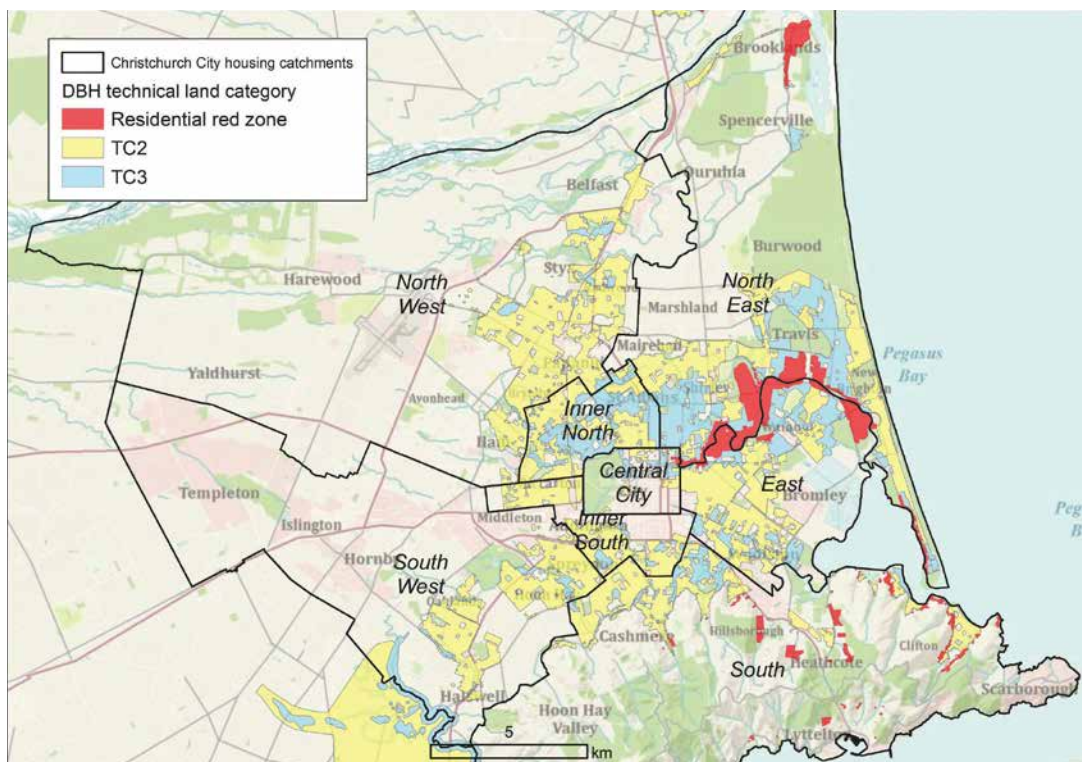 Christchurch City housing catchments
DBH technical land category
Residential red zone
TC2
TC3
Brooklands
Spencerville
Ouruhia
Belfast
Burwood
Harewood
North
West
North
East
Marshland
Travis
Pegasus
Bay
Yaldhurst
Avonhead
Inner
North
Central
City
East
Bromley
Templeton
Islington
Middleton
Inner
South
South
West
Cashmere
Hillsborough
Heathcote
Clifton
South
Scarborough
Halswell
Hoon Hay
Valley
Lyttelton
5
km